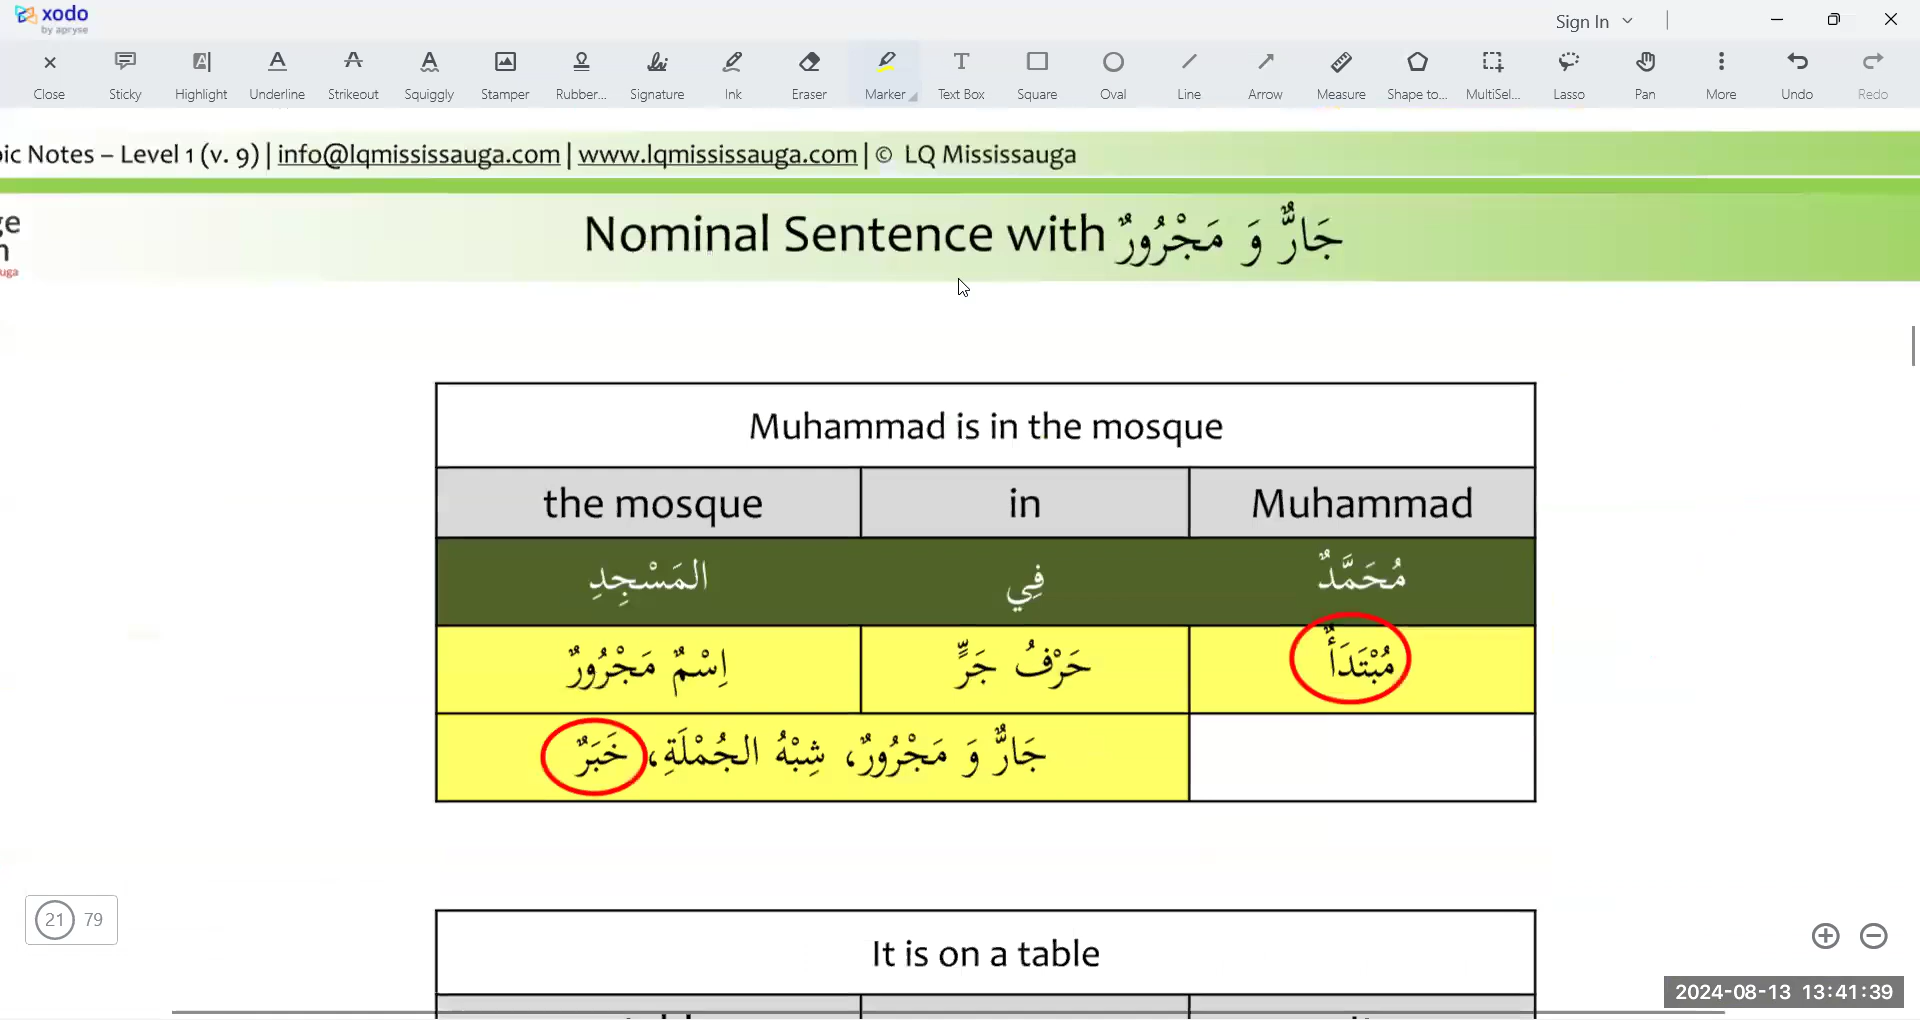 xodo
by apryse
Sign In
Close Sticky Highlight Underline Strikeout Squiggly Stamper Rubber... Signature Ink Eraser Marker Text Box Square Oval Line Arrow Measure Shape to... MultiSel... Lasso Pan More Undo Redo
ic Notes – Level 1 (v. 9) | info@lqmississauga.com | www.lqmississauga.com | © LQ Mississauga
Nominal Sentence with جَارٌّ وَ مَجْرُورٌ
Muhammad is in the mosque
the mosque in Muhammad
مُحَمَّدٌ فِي المَسْجِدِ
مُبْتَدَأٌ حَرْفُ جَرٍّ اِسْمٌ مَجْرُورٌ
جَارٌّ وَ مَجْرُورٌ، شِبْهُ الجُمْلَةِ، خَبَرٌ
21 79
It is on a table
2024-08-13 13:41:39